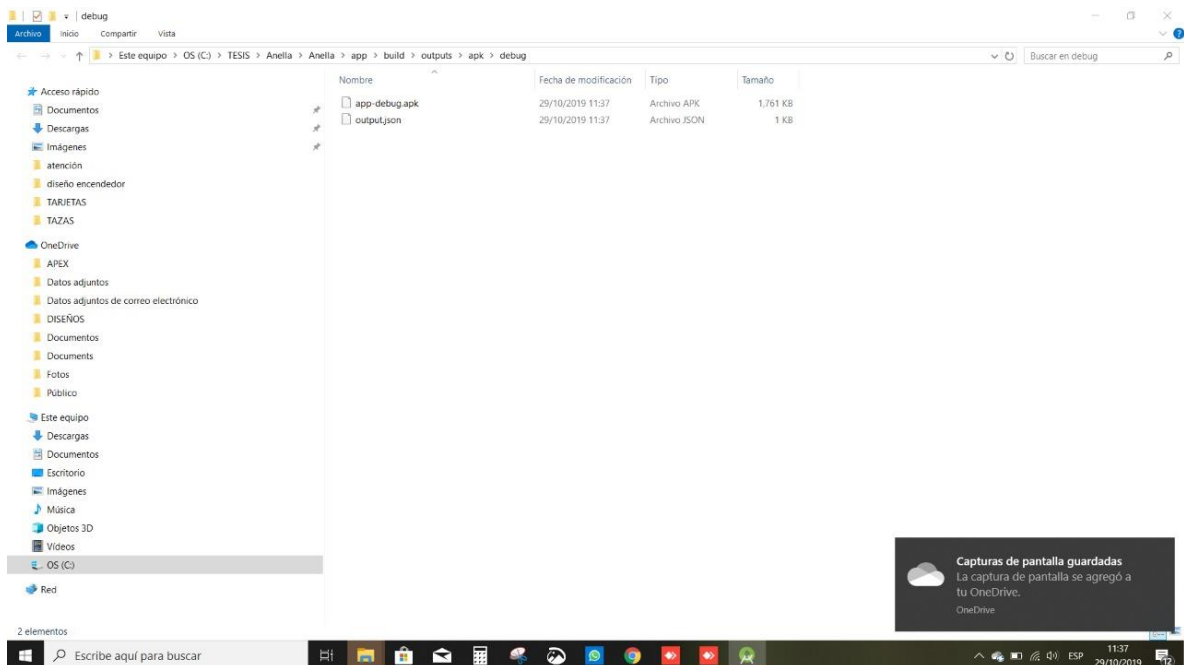 debug
Archivo Inicio Compartir Vista
Este equipo > OS (C:) > TESIS > Anella > Anella > app > build > outputs > apk > debug
Buscar en debug
Nombre Fecha de modificación Tipo Tamaño
app-debug.apk 29/10/2019 11:37 Archivo APK 1,761 KB
output.json 29/10/2019 11:37 Archivo JSON 1 KB
Acceso rápido
Documentos
Descargas
Imágenes
atención
diseño encendedor
TARJETAS
TAZAS
OneDrive
APEX
Datos adjuntos
Datos adjuntos de correo electrónico
DISEÑOS
Documentos
Documents
Fotos
Público
Este equipo
Descargas
Documentos
Escritorio
Imágenes
Música
Objetos 3D
Vídeos
OS (C:)
Red
Capturas de pantalla guardadas
La captura de pantalla se agregó a
tu OneDrive.
OneDrive
2 elementos
Escribe aquí para buscar
ESP
11:37
29/10/2019
12